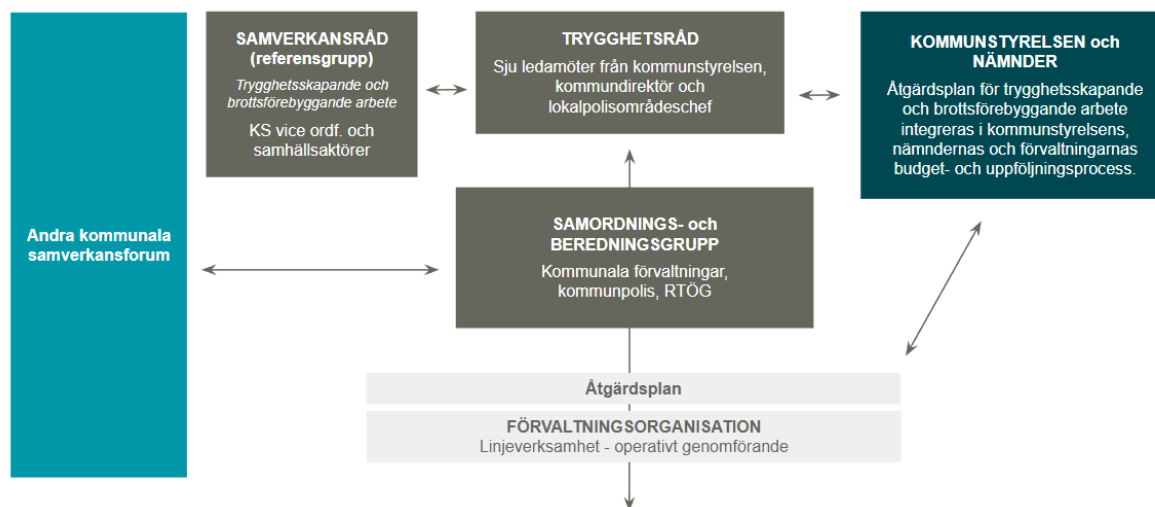 SAMVERKANSRÅD
(referensgrupp)
Trygghetsskapande och
brottsförebyggande arbete
KS vice ordf. och
samhällsaktörer
TRYGGHETSRÅD
Sju ledamöter från kommunstyrelsen,
kommundirektör och
lokalpolisområdeschef
KOMMUNSTYRELSEN och
NÄMNDER
Åtgärdsplan för trygghetsskapande
och brottsförebyggande arbete
integreras i kommunstyrelsens,
nämndernas och förvaltningarnas
budget- och uppföljningsprocess.
Andra kommunala
samverkansforum
SAMORDNINGS- och
BEREDNINGSGRUPP
Kommunala förvaltningar,
kommunpolis, RTÖG
Åtgärdsplan
FÖRVALTNINGSORGANISATION
Linjeverksamhet - operativt genomförande